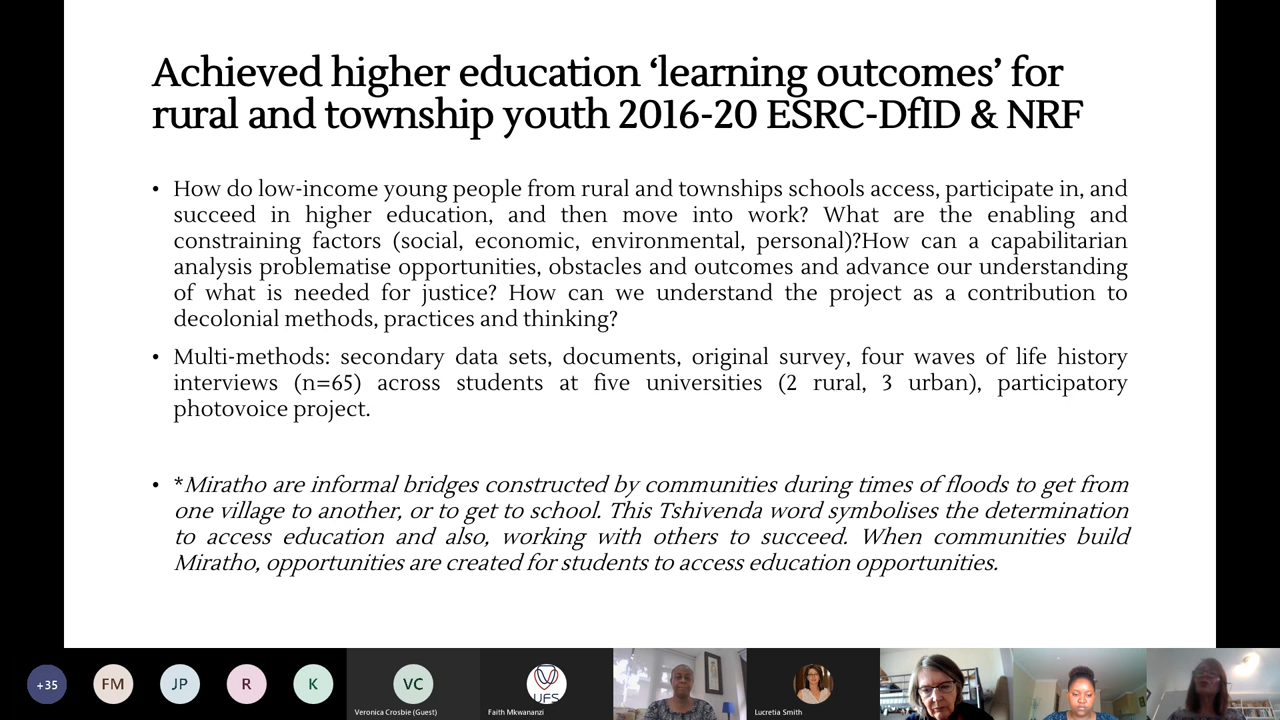 Achieved higher education ‘learning outcomes’ for
rural and township youth 2016-20 ESRC-DfID & NRF
• How do low-income young people from rural and townships schools access, participate in, and
succeed in higher education, and then move into work? What are the enabling and
constraining factors (social, economic, environmental, personal)?How can a capabilitarian
analysis problematise opportunities, obstacles and outcomes and advance our understanding
of what is needed for justice? How can we understand the project as a contribution to
decolonial methods, practices and thinking?
• Multi-methods: secondary data sets, documents, original survey, four waves of life history
interviews (n=65) across students at five universities (2 rural, 3 urban), participatory
photovoice project.
• *Miratho are informal bridges constructed by communities during times of floods to get from
one village to another, or to get to school. This Tshivenda word symbolises the determination
to access education and also, working with others to succeed. When communities build
Miratho, opportunities are created for students to access education opportunities.
+35
FM
JP
R
K
VC
UFS
Veronica Crosbie (Guest)
Faith Mkwananzi
Lucretia Smith